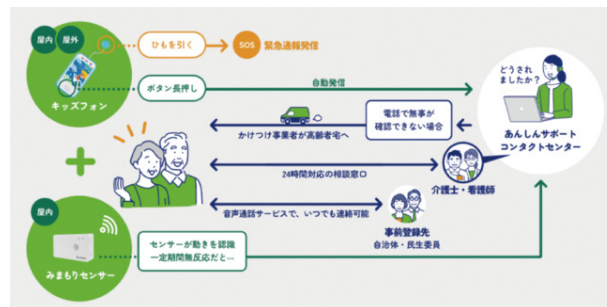 屋内
屋外
ひもを引く
SOS
緊急通報発信
キッズフォン
ボタン長押し
自動発信
どうされ
ましたか？
電話で無事が
確認できない場合
かけつけ事業者が高齢者宅へ
あんしんサポート
コンタクトセンター
24時間対応の相談窓口
介護士・看護師
音声通話サービスで、いつでも連絡可能
事前登録先
自治体・民生委員
屋内
センサーが動きを認識
一定期間無反応だと…
みまもりセンサー